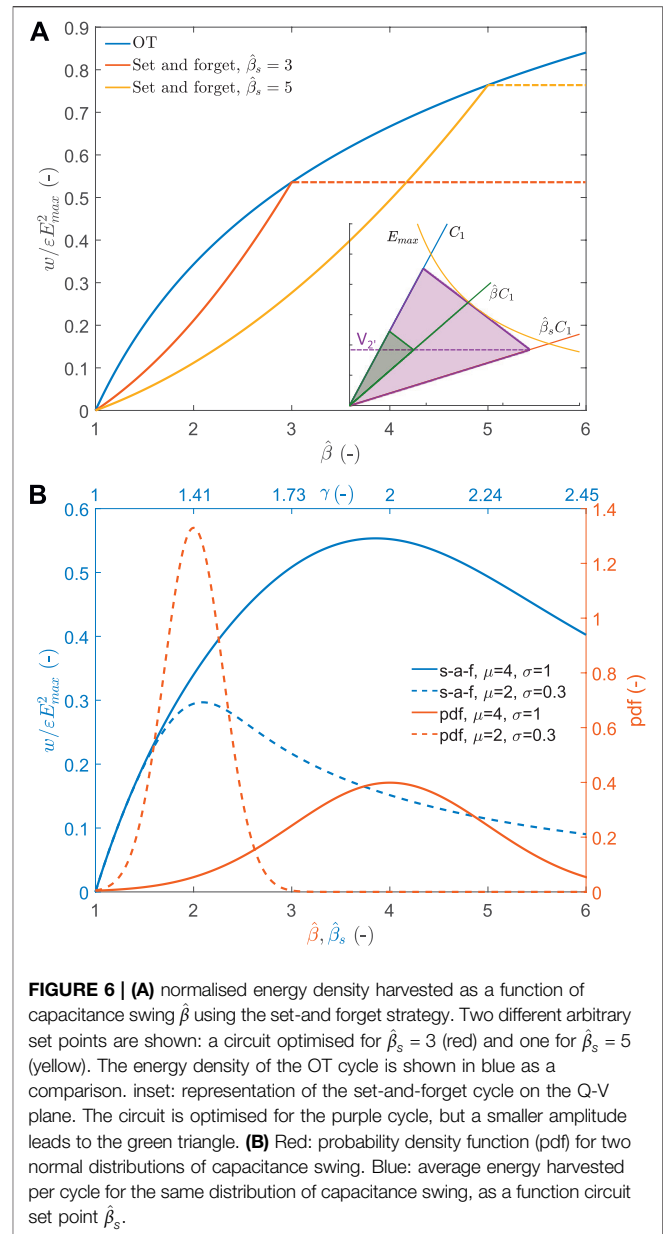 A
0.9
0.8
0.7
0.6
0.5
0.4
0.3
0.2
0.1
0
w/εE²max (-)
OT
Set and forget, β̂s = 3
Set and forget, β̂s = 5
Emax
C1
β̂C1
β̂sC1
V2'
1 2 3 4 5 6
β̂ (-)
B
1 1.41 1.73 γ (-) 2 2.24 2.45
0.6
0.5
0.4
0.3
0.2
0.1
0
w/εE²max (-)
s-a-f, μ=4, σ=1
s-a-f, μ=2, σ=0.3
pdf, μ=4, σ=1
pdf, μ=2, σ=0.3
1.4
1.2
1
0.8
0.6
0.4
0.2
0
pdf (-)
1 2 3 4 5 6
β̂, β̂s (-)
FIGURE 6 | (A) normalised energy density harvested as a function of
capacitance swing β̂ using the set-and forget strategy. Two different arbitrary
set points are shown: a circuit optimised for β̂s = 3 (red) and one for β̂s = 5
(yellow). The energy density of the OT cycle is shown in blue as a
comparison. inset: representation of the set-and-forget cycle on the Q-V
plane. The circuit is optimised for the purple cycle, but a smaller amplitude
leads to the green triangle. (B) Red: probability density function (pdf) for two
normal distributions of capacitance swing. Blue: average energy harvested
per cycle for the same distribution of capacitance swing, as a function circuit
set point β̂s.